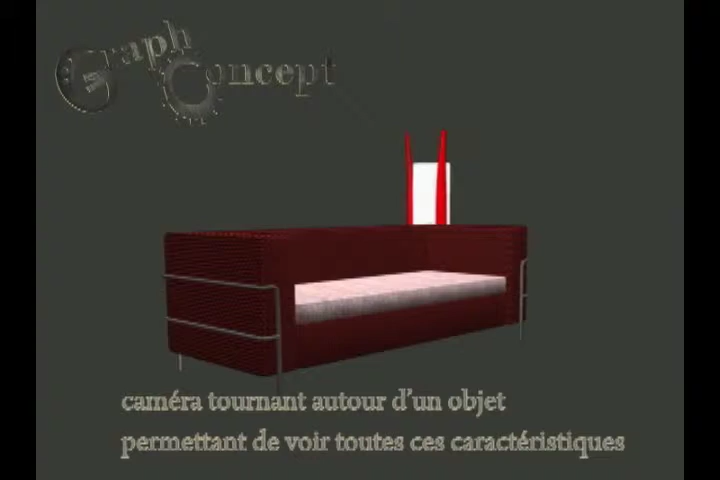 Graph
Concept
caméra tournant autour d'un objet
permettant de voir toutes ces caractéristiques